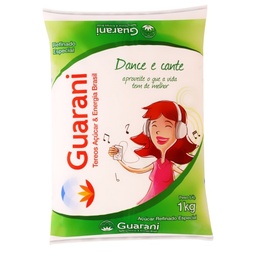 Guarani
Refinado
Especial
Dance e cante
aproveite o que a vida
tem de melhor
Guarani
Tereos Açúcar & Energia Brasil
1kg
Açúcar Refinado Especial
Guarani